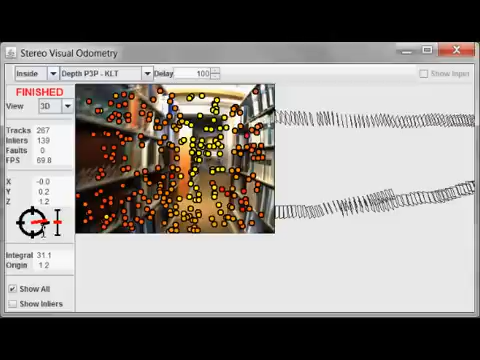 Stereo Visual Odometry
Inside Depth P3P - KLT Delay 100 Show Input
FINISHED
View 3D
Tracks 267
Inliers 139
Faults 0
FPS 69.8
X -0.0
Y 0.2
Z 1.2
Integral 31.1
Origin 1.2
Show All
Show Inliers